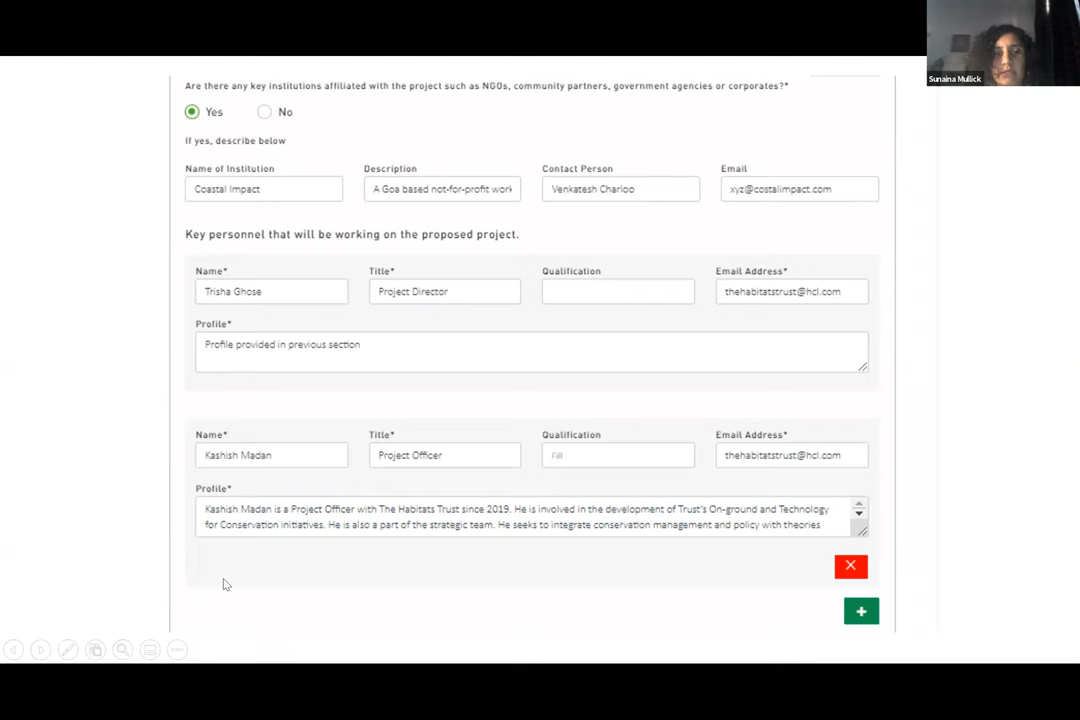 Sunaina Mullick
Are there any key institutions affiliated with the project such as NGOs, community partners, government agencies or corporates?*
Yes No
If yes, describe below
Name of Institution Description Contact Person Email
Coastal Impact A Goa based not-for-profit work Venkatesh Charloo xyz@costalimpact.com
Key personnel that will be working on the proposed project.
Name* Title* Qualification Email Address*
Trisha Ghose Project Director thehabitatstrust@hcl.com
Profile*
Profile provided in previous section
Name* Title* Qualification Email Address*
Kashish Madan Project Officer Fill thehabitatstrust@hcl.com
Profile*
Kashish Madan is a Project Officer with The Habitats Trust since 2019. He is involved in the development of Trust's On-ground and Technology
for Conservation initiatives. He is also a part of the strategic team. He seeks to integrate conservation management and policy with theories